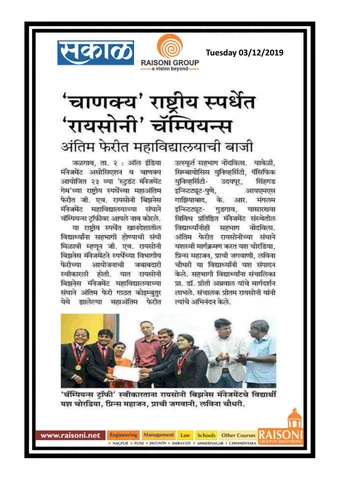 सकाळ
RAISONI GROUP
a vision beyond
Tuesday 03/12/2019
'चाणक्य' राष्ट्रीय स्पर्धेत
'रायसोनी' चॅम्पियन्स
अंतिम फेरीत महाविद्यालयाची बाजी
जळगाव, ता. २ : ऑल इंडिया
मॅनेजमेंट असोसिएशन व चाणक्य
आयोजित २३ व्या 'स्टुडंट मॅनेजमेंट
गेम'च्या राष्ट्रीय स्पर्धेच्या महाअंतिम
फेरीत जी. एच. रायसोनी बिझनेस
मॅनेजमेंट महाविद्यालयाच्या संघाने
चॅम्पियन्स ट्रॉफीवर आपले नाव कोरले.
या राष्ट्रीय स्पर्धेत खानदेशातील
विद्यार्थ्यांना सहभागी होण्याची संधी
मिळावी म्हणून जी. एच. रायसोनी
बिझनेस मॅनेजमेंटने स्पर्धेच्या विभागीय
फेरीच्या आयोजनाची जबाबदारी
स्वीकारली होती. यात रायसोनी
बिझनेस मॅनेजमेंट महाविद्यालयाच्या
संघाने अंतिम फेरी गाठत कोइम्बतूर
येथे झालेल्या महाअंतिम फेरीत
उत्स्फूर्त सहभाग नोंदविला. यावेळी,
सिम्बायोसिस युनिव्हर्सिटी, पॅसिफिक
युनिव्हर्सिटी- उदयपूर, सिंहगड
इन्स्टिट्यूट-पुणे, आयएमएस
गाझियाबाद, के. आर. मंगलम
इन्स्टिट्यूट- गुडगाव, यासारख्या
विविध प्रतिष्ठित मॅनेजमेंट संस्थेतील
विद्यार्थ्यांनीही सहभाग नोंदविला.
अंतिम फेरीत रायसोनीच्या संघाने
यशस्वी मार्गक्रमण करत यश चोरडिया,
प्रिन्स महाजन, प्राची जगवाणी, लविना
चौधरी या विद्यार्थ्यांनी यश संपादन
केले. सहभागी विद्यार्थ्यांना संचालिका
प्रा. डॉ. प्रीती अग्रवाल यांचे मार्गदर्शन
लाभले. संचालक प्रीतम रायसोनी यांनी
त्यांचे अभिनंदन केले.
'चॅम्पियन्स ट्रॉफी' स्वीकारताना रायसोनी बिझनेस मॅनेजमेंटचे विद्यार्थी
यश चोरडिया, प्रिन्स महाजन, प्राची जगवानी, लविना चौधरी.
www.raisoni.net
Engineering Management Law Schools Other Courses
RAISONI
• NAGPUR • PUNE • JALGAON • AMRAVATI • AHMEDNAGAR • CHHINDWARA